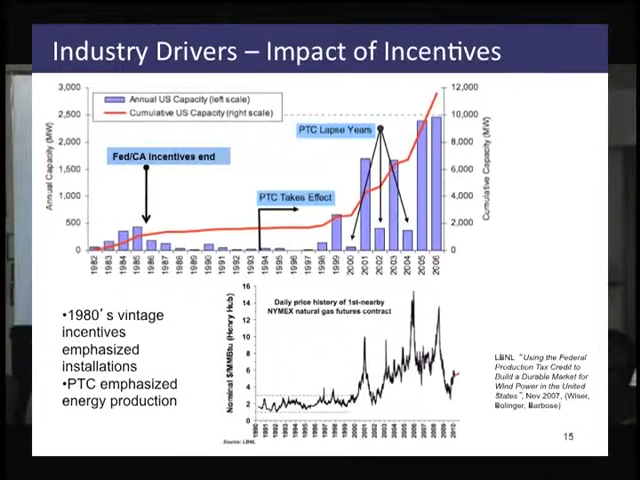 Industry Drivers – Impact of Incentives
3,000
2,500
2,000
1,500
1,000
500
0
Annual Capacity (MW)
Annual US Capacity (left scale)
Cumulative US Capacity (right scale)
Fed/CA incentives end
PTC Takes Effect
PTC Lapse Years
12,000
10,000
8,000
6,000
4,000
2,000
0
Cumulative Capacity (MW)
1982 1983 1984 1985 1986 1987 1988 1989 1990 1991 1992 1993 1994 1995 1996 1997 1998 1999 2000 2001 2002 2003 2004 2005 2006
•1980's vintage
incentives
emphasized
installations
•PTC emphasized
energy production
Nominal $/MMBtu (Henry Hub)
16
14
12
10
8
6
4
2
0
Daily price history of 1st-nearby
NYMEX natural gas futures contract
1990 1991 1992 1993 1994 1995 1996 1997 1998 1999 2000 2001 2002 2003 2004 2005 2006 2007 2008 2009 2010
Source: LBNL
LBNL "Using the Federal
Production Tax Credit to
Build a Durable Market for
Wind Power in the United
States", Nov 2007, (Wiser,
Bolinger, Barbose)
15